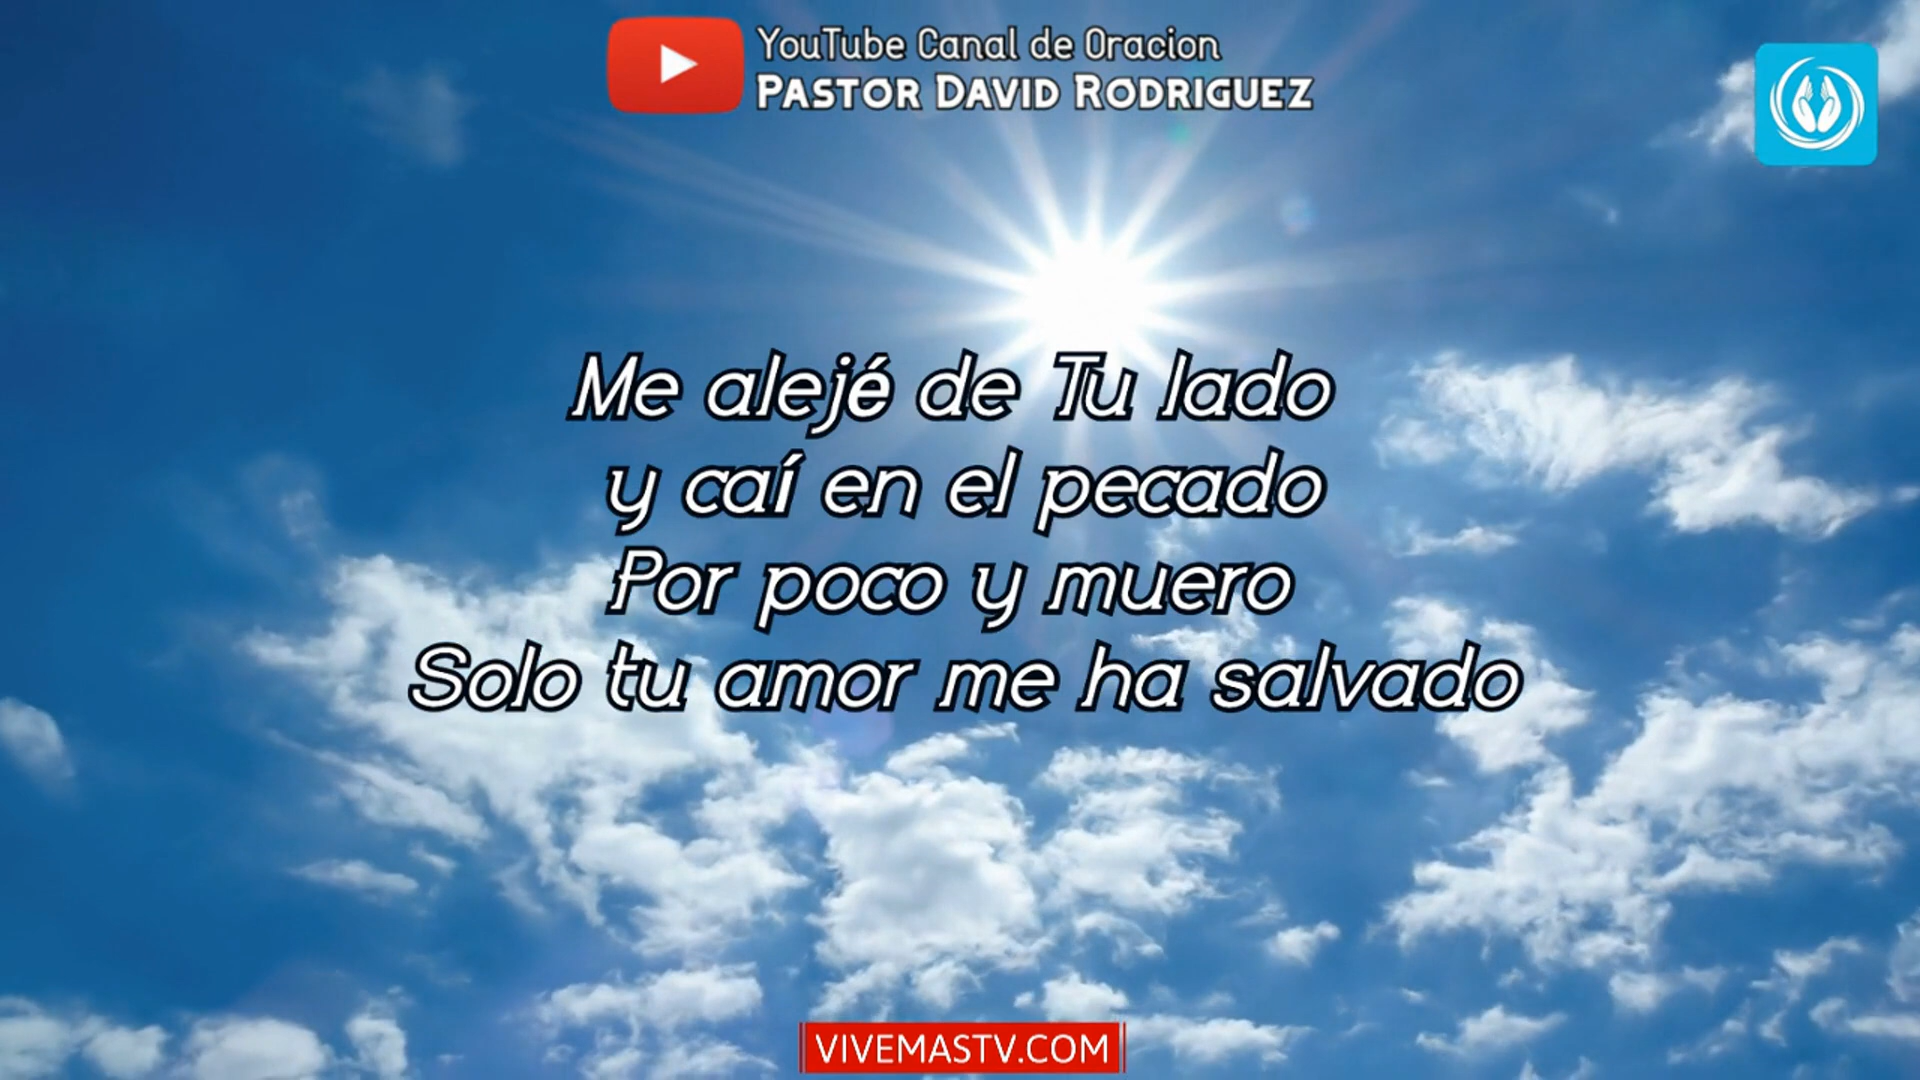 YouTube Canal de Oracion
PASTOR DAVID RODRIGUEZ
Me alejé de Tu lado
y caí en el pecado
Por poco y muero
Solo tu amor me ha salvado
VIVEMASTV.COM